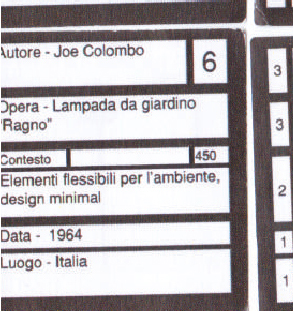 Autore - Joe Colombo
6
Opera - Lampada da giardino
"Ragno"
Contesto
450
Elementi flessibili per l'ambiente,
design minimal
Data - 1964
Luogo - Italia
3
3
2
1
1